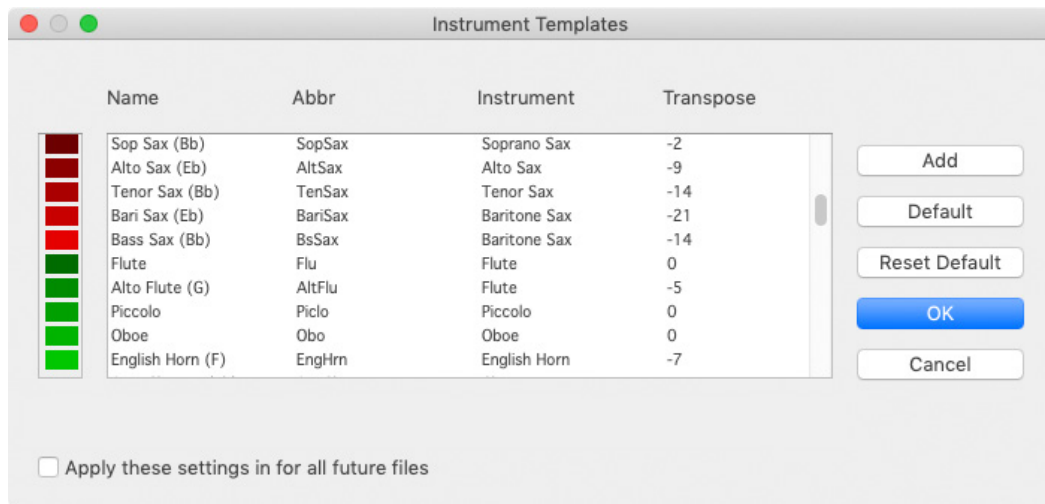 Instrument Templates
Name Abbr Instrument Transpose
Sop Sax (Bb) SopSax Soprano Sax -2
Alto Sax (Eb) AltSax Alto Sax -9
Tenor Sax (Bb) TenSax Tenor Sax -14
Bari Sax (Eb) BariSax Baritone Sax -21
Bass Sax (Bb) BsSax Baritone Sax -14
Flute Flu Flute 0
Alto Flute (G) AltFlu Flute -5
Piccolo Piclo Piccolo 0
Oboe Obo Oboe 0
English Horn (F) EngHrn English Horn -7
Add
Default
Reset Default
OK
Cancel
Apply these settings in for all future files